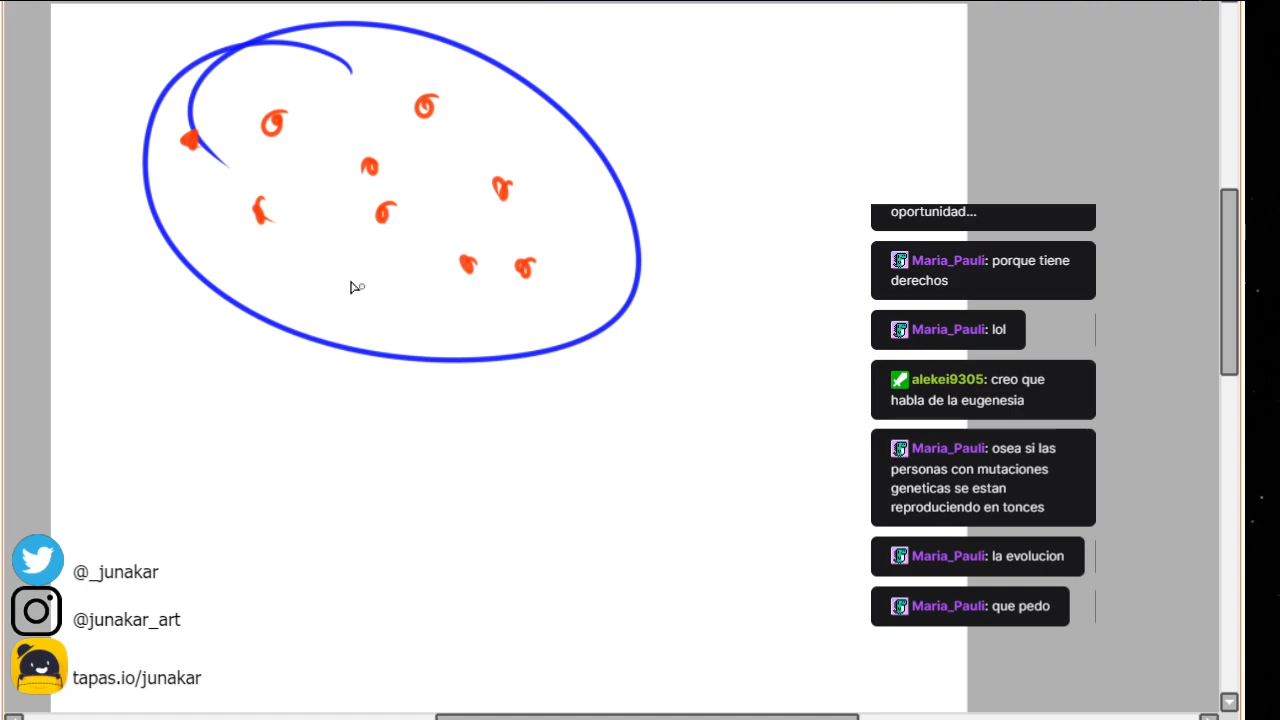 oportunidad...
Maria_Pauli: porque tiene
derechos
Maria_Pauli: lol
alekei9305: creo que
habla de la eugenesia
Maria_Pauli: osea si las
personas con mutaciones
geneticas se estan
reproduciendo en tonces
Maria_Pauli: la evolucion
Maria_Pauli: que pedo
@_junakar
@junakar_art
tapas.io/junakar